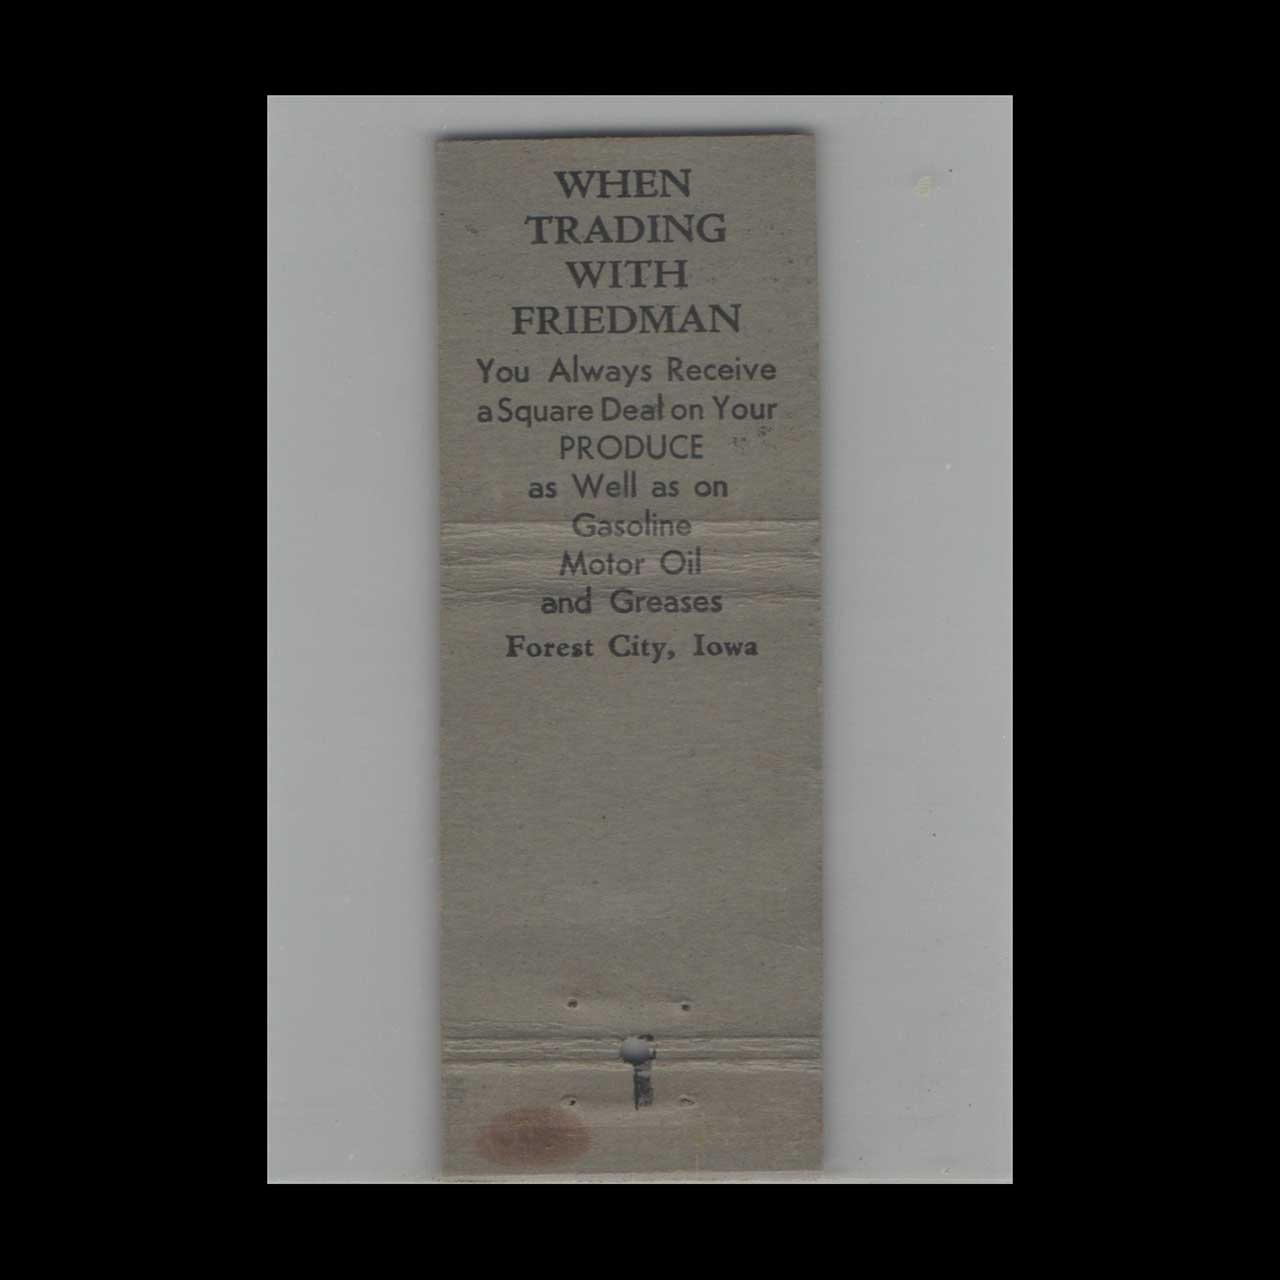 WHEN
TRADING
WITH
FRIEDMAN
You Always Receive
a Square Deal on Your
PRODUCE
as Well as on
Gasoline
Motor Oil
and Greases
Forest City, Iowa